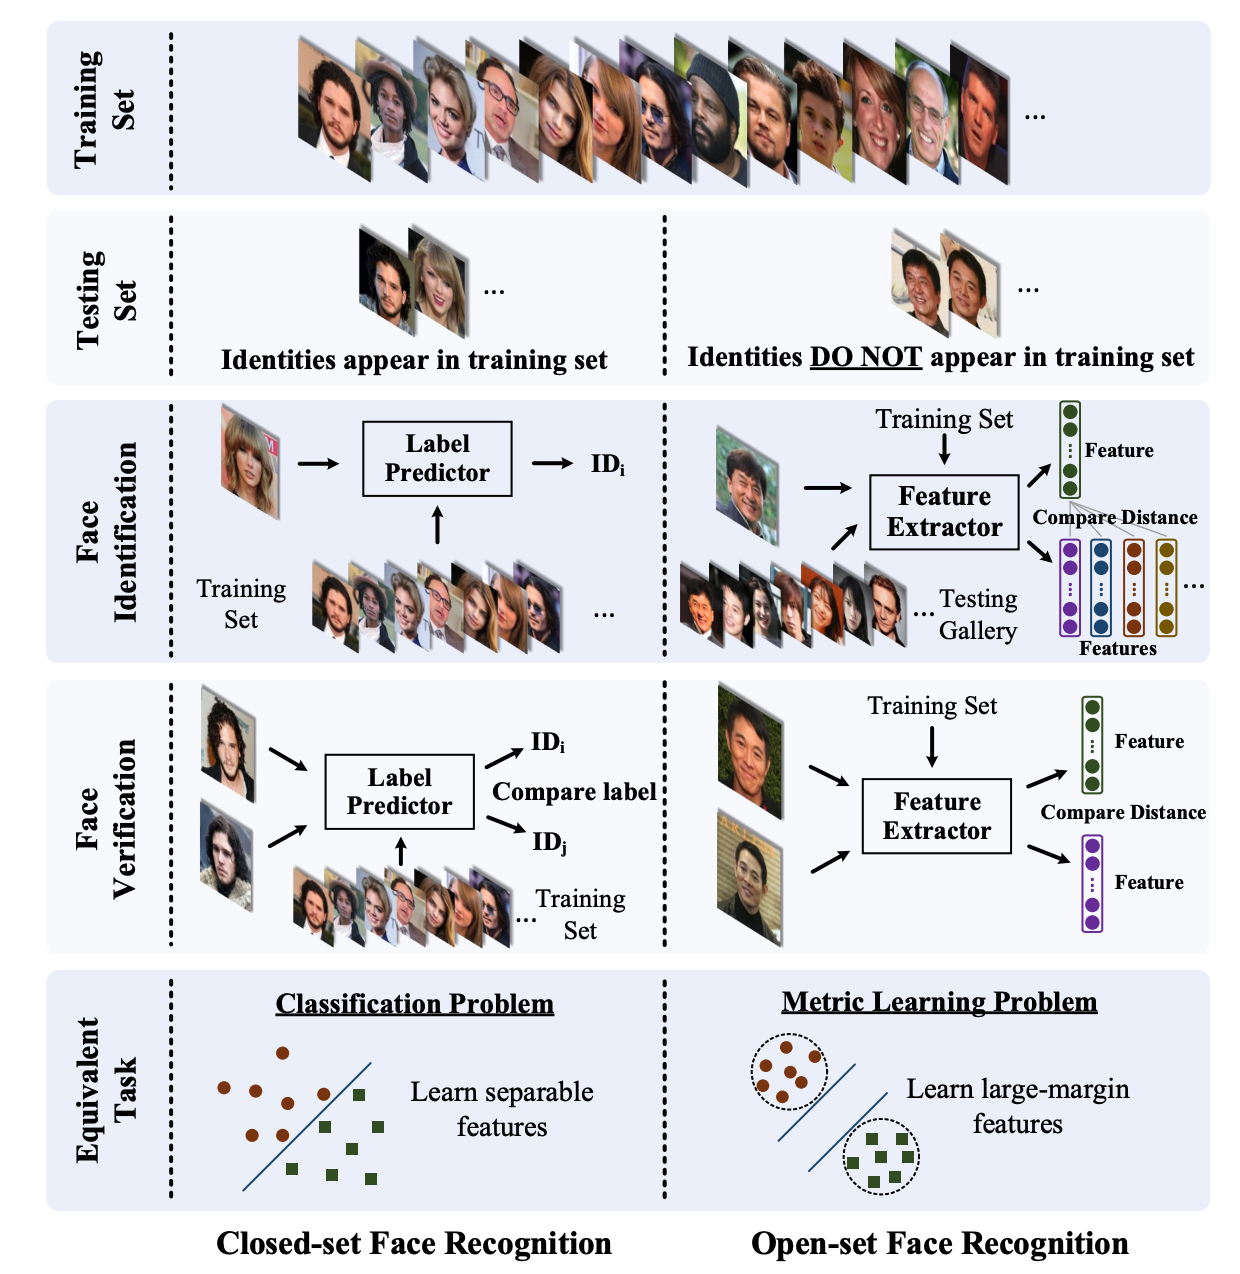 Training
Set
...
Testing
Set
...
Identities appear in training set
...
Identities DO NOT appear in training set
Face
Identification
Label
Predictor
IDi
Training
Set
...
Training Set
Feature
Extractor
Feature
Compare Distance
...
Testing
Gallery
...
Features
Face
Verification
Label
Predictor
IDi
Compare label
IDj
...
Training
Set
Training Set
Feature
Extractor
Feature
Compare Distance
Feature
Equivalent
Task
Classification Problem
Learn separable
features
Metric Learning Problem
Learn large-margin
features
Closed-set Face Recognition
Open-set Face Recognition